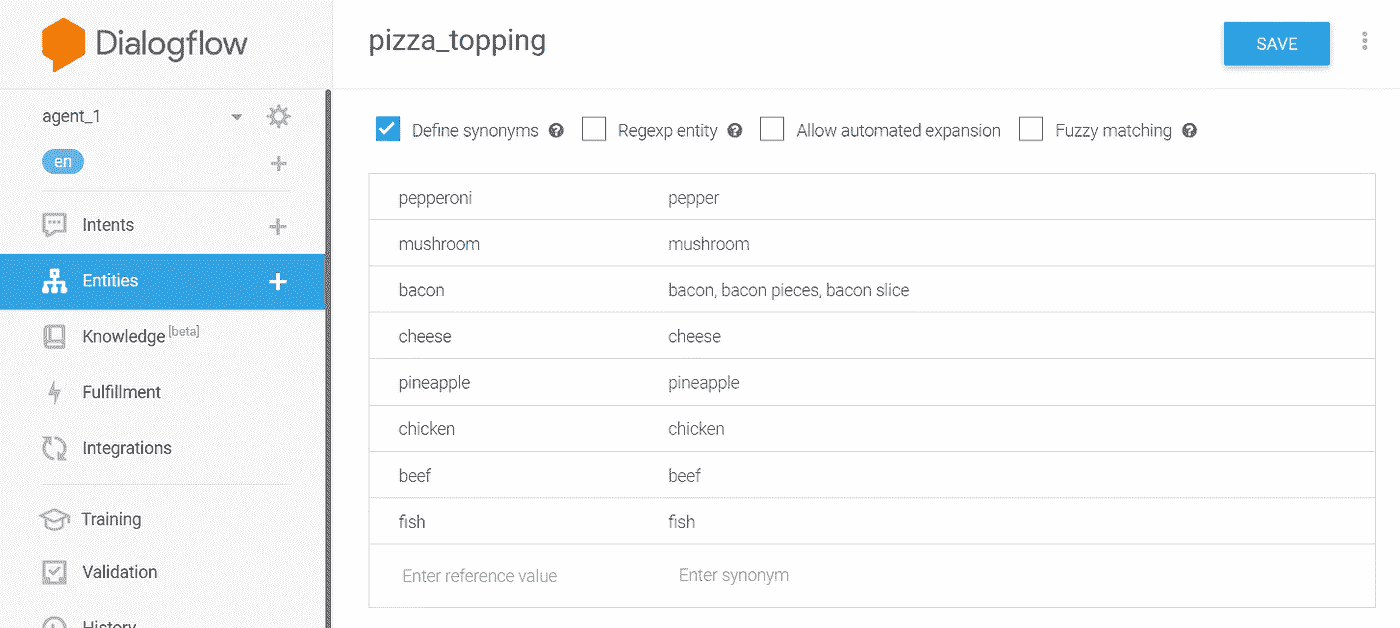 Dialogflow
agent_1
en
Intents
Entities
Knowledge [beta]
Fulfillment
Integrations
Training
Validation
History
pizza_topping
SAVE
Define synonyms Regexp entity Allow automated expansion Fuzzy matching
pepperoni pepper
mushroom mushroom
bacon bacon, bacon pieces, bacon slice
cheese cheese
pineapple pineapple
chicken chicken
beef beef
fish fish
Enter reference value Enter synonym